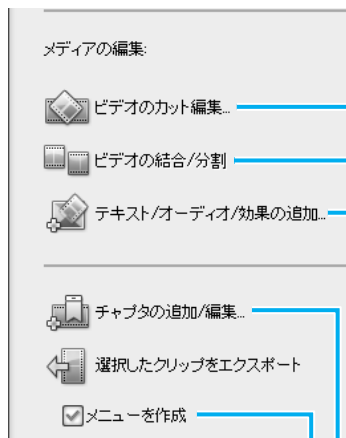 メディアの編集:
ビデオのカット編集...
ビデオの結合/分割
テキスト/オーディオ/効果の追加...
チャプタの追加/編集...
選択したクリップをエクスポート
メニューを作成